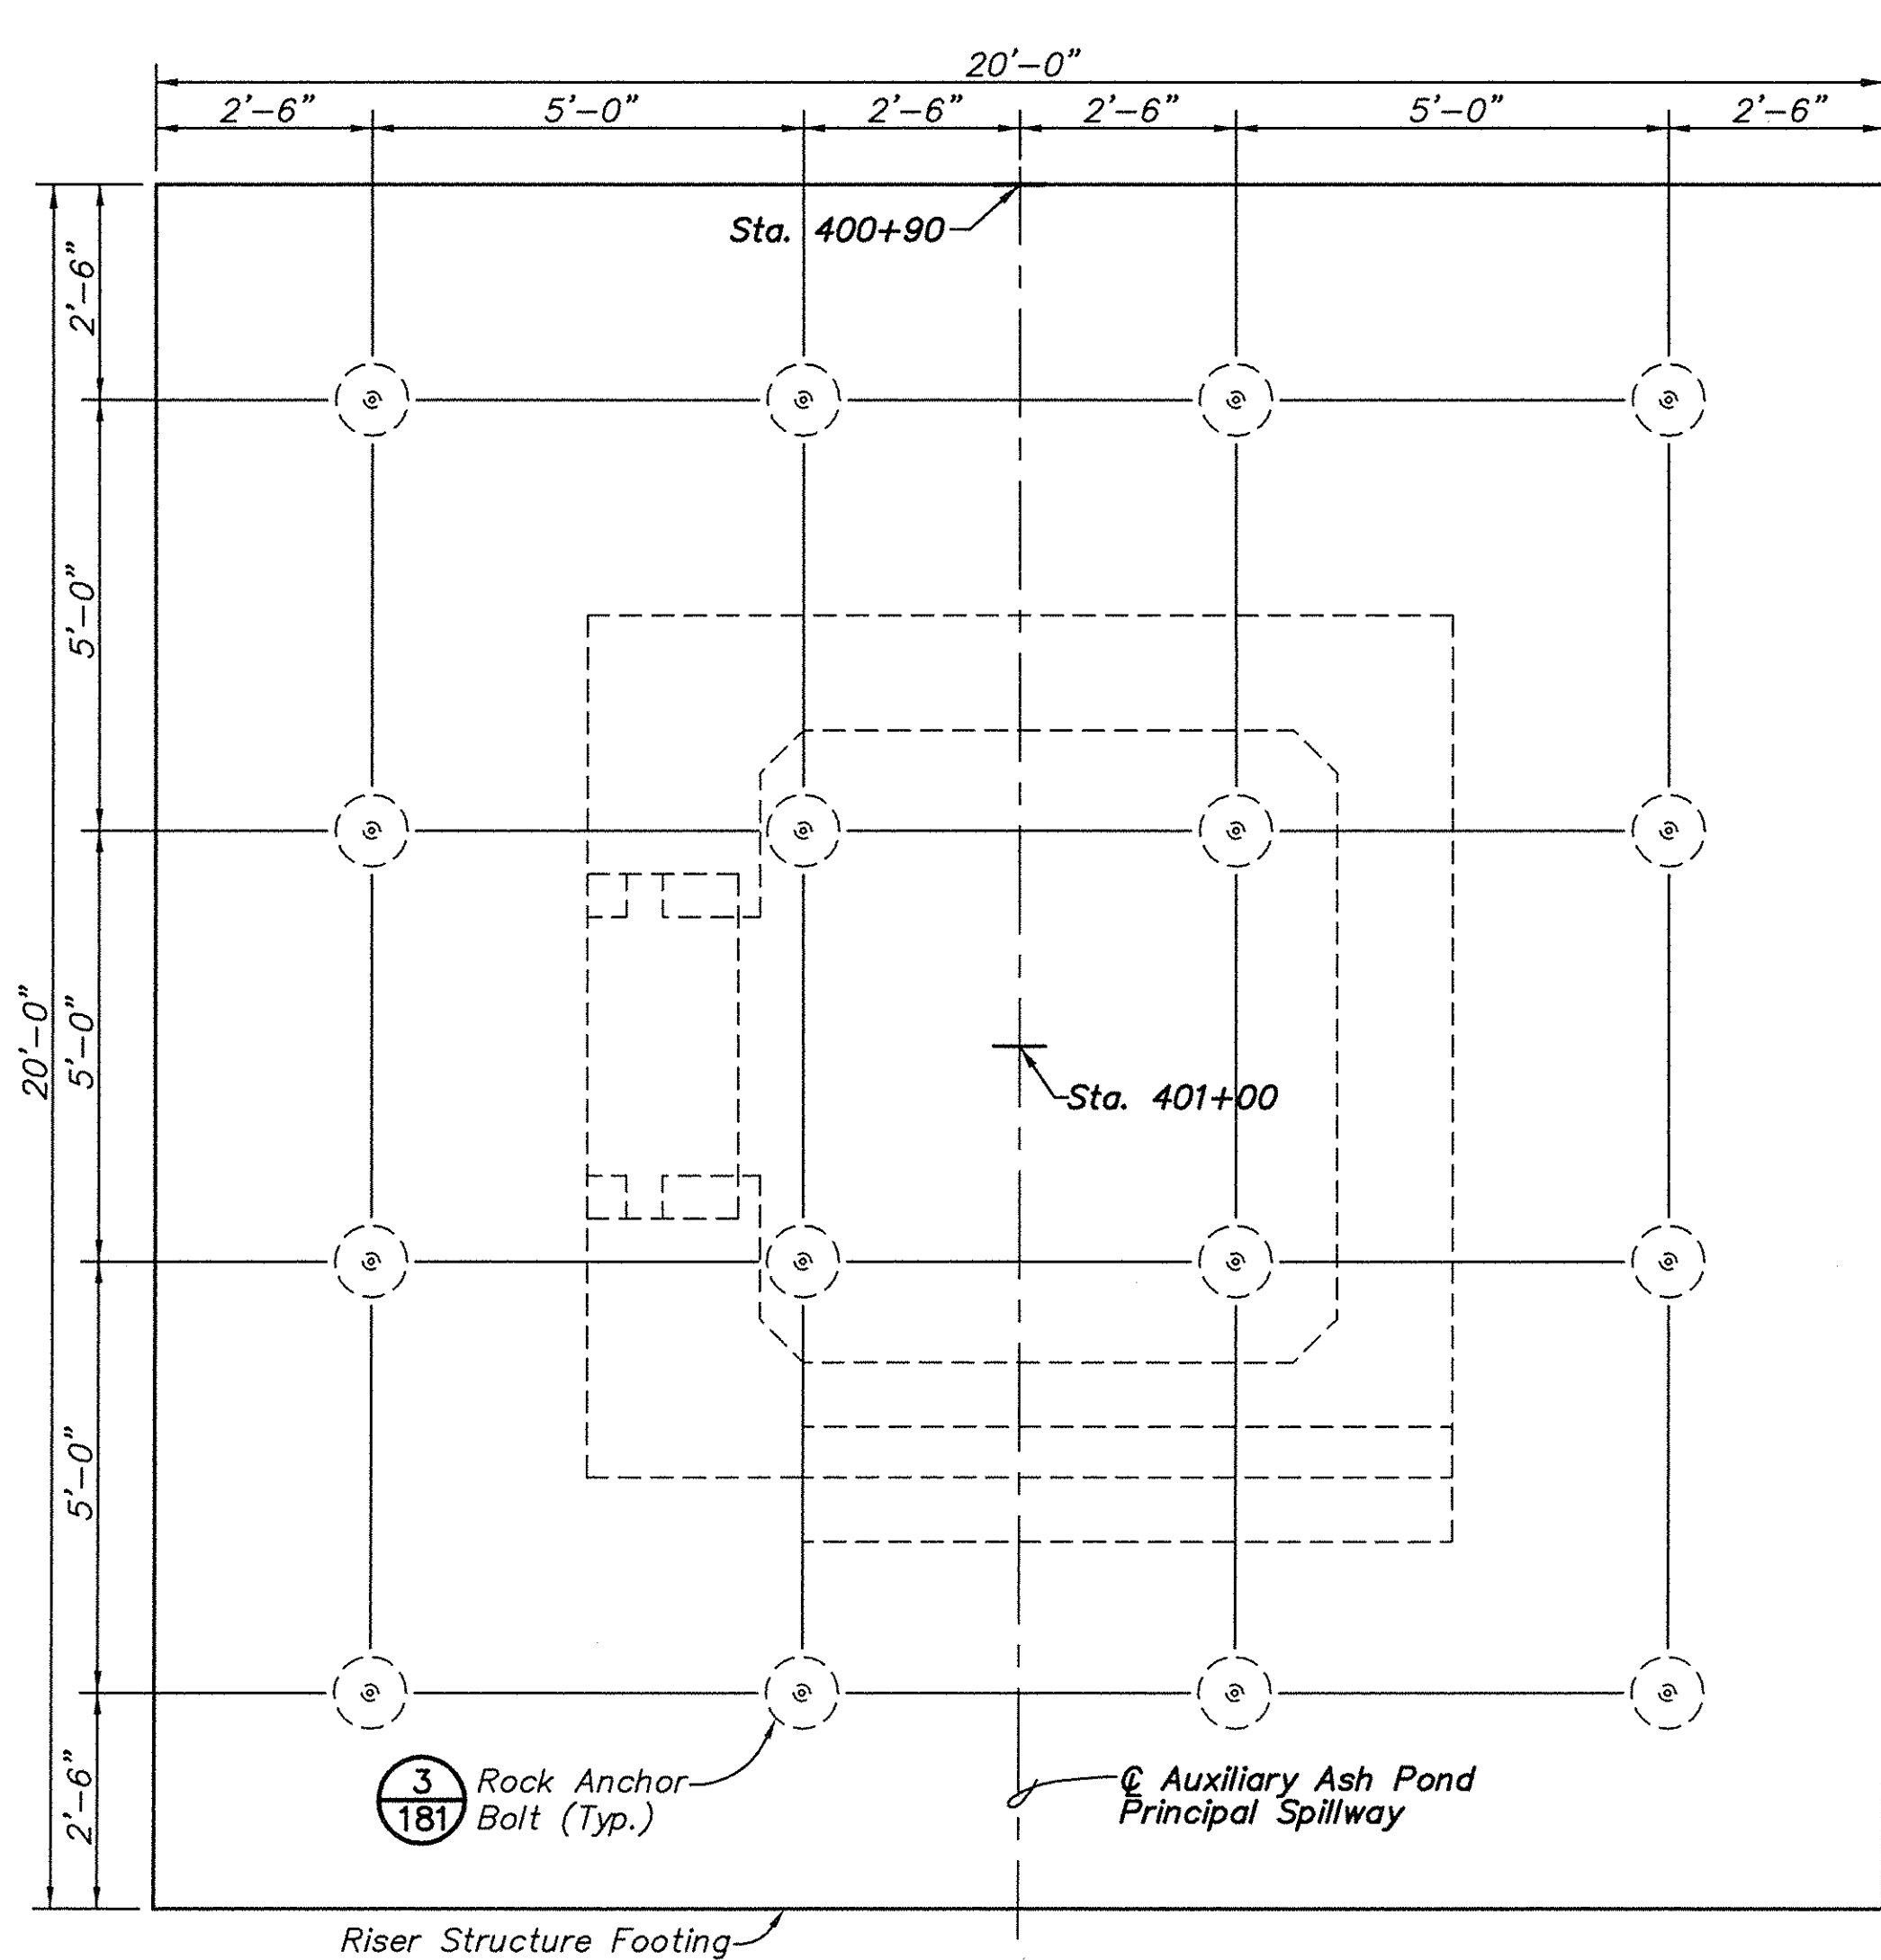 20'-0"
2'-6" 5'-0" 2'-6" 2'-6" 5'-0" 2'-6"
Sta. 400+90
2'-6"
5'-0"
20'-0"
5'-0"
Sta. 401+00
5'-0"
2'-6"
3
181
Rock Anchor
Bolt (Typ.)
℄ Auxiliary Ash Pond
Principal Spillway
Riser Structure Footing